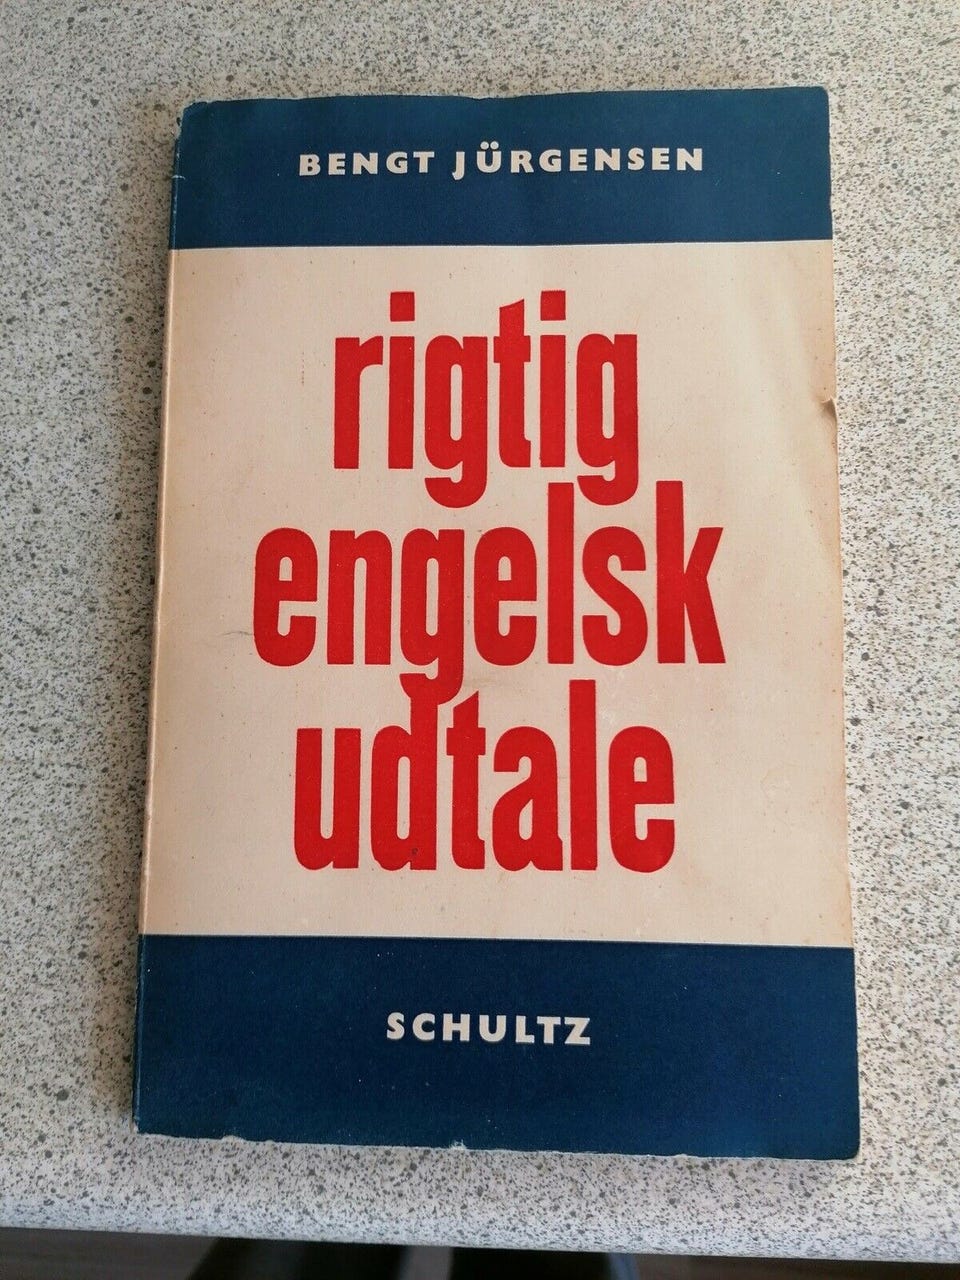 BENGT JÜRGENSEN
rigtig
engelsk
udtale
SCHULTZ